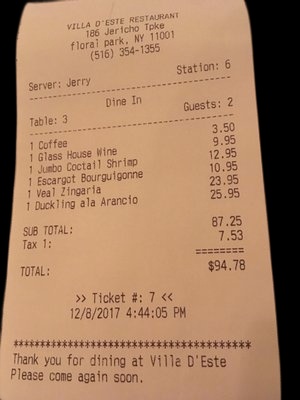 VILLA D'ESTE RESTAURANT
186 Jericho Tpke
floral park, NY 11001
(516) 354-1355
Server: Jerry Station: 6
Dine In
Table: 3 Guests: 2
1 Coffee 3.50
1 Glass House Wine 9.95
1 Jumbo Coctail Shrimp 12.95
1 Escargot Bourguigonne 10.95
1 Veal Zingaria 23.95
1 Duckling ala Arancio 25.95
SUB TOTAL: 87.25
Tax 1: 7.53
========
TOTAL: $94.78
>> Ticket #: 7 <<
12/8/2017 4:44:05 PM
****************************************
Thank you for dining at Villa D'Este
Please come again soon.